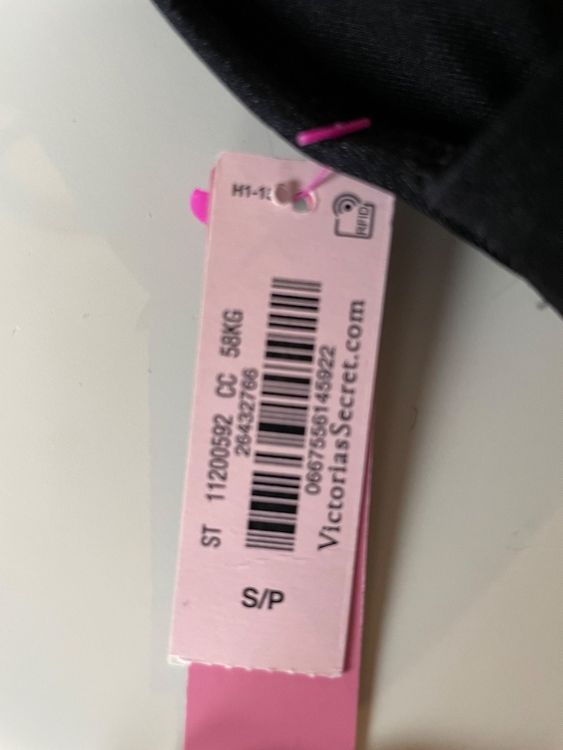 RFID
ST 11200592 CC 58KG
26432766
0667556145922
VictoriasSecret.com
S/P